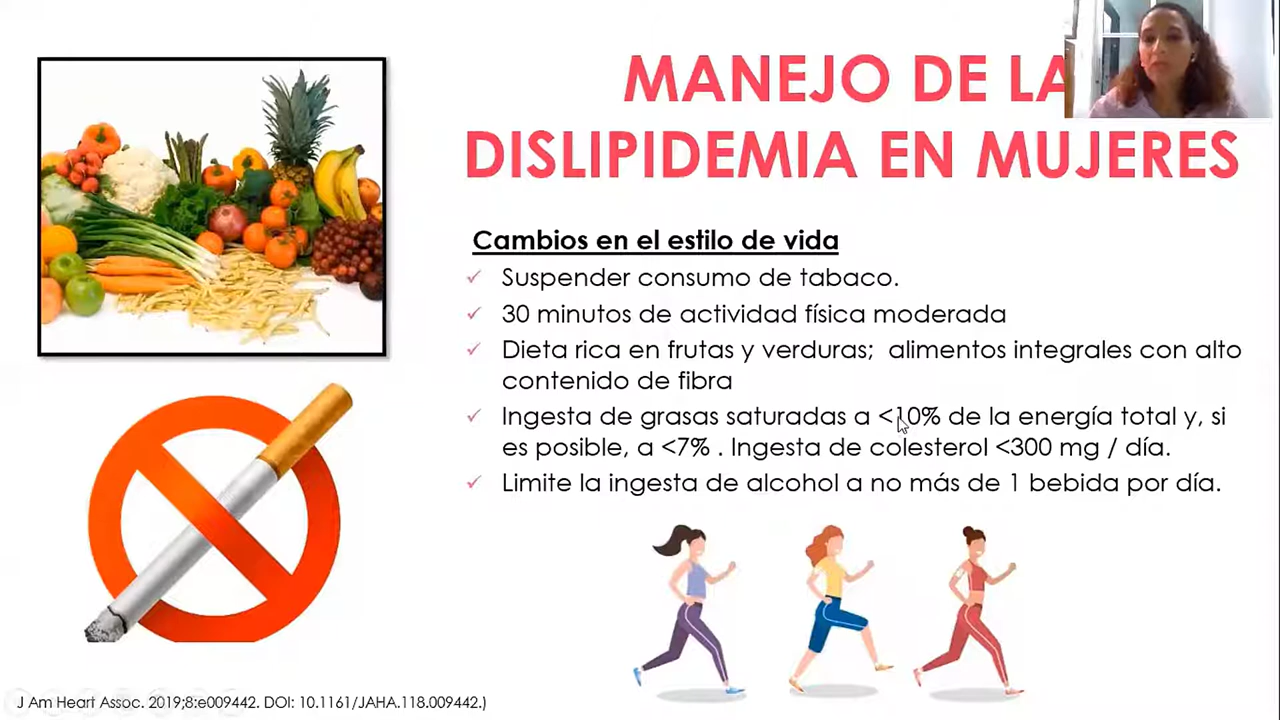 MANEJO DE LA
DISLIPIDEMIA EN MUJERES
Cambios en el estilo de vida
✓ Suspender consumo de tabaco.
✓ 30 minutos de actividad física moderada
✓ Dieta rica en frutas y verduras; alimentos integrales con alto
contenido de fibra
✓ Ingesta de grasas saturadas a <10% de la energía total y, si
es posible, a <7% . Ingesta de colesterol <300 mg / día.
✓ Limite la ingesta de alcohol a no más de 1 bebida por día.
J Am Heart Assoc. 2019;8:e009442. DOI: 10.1161/JAHA.118.009442.)